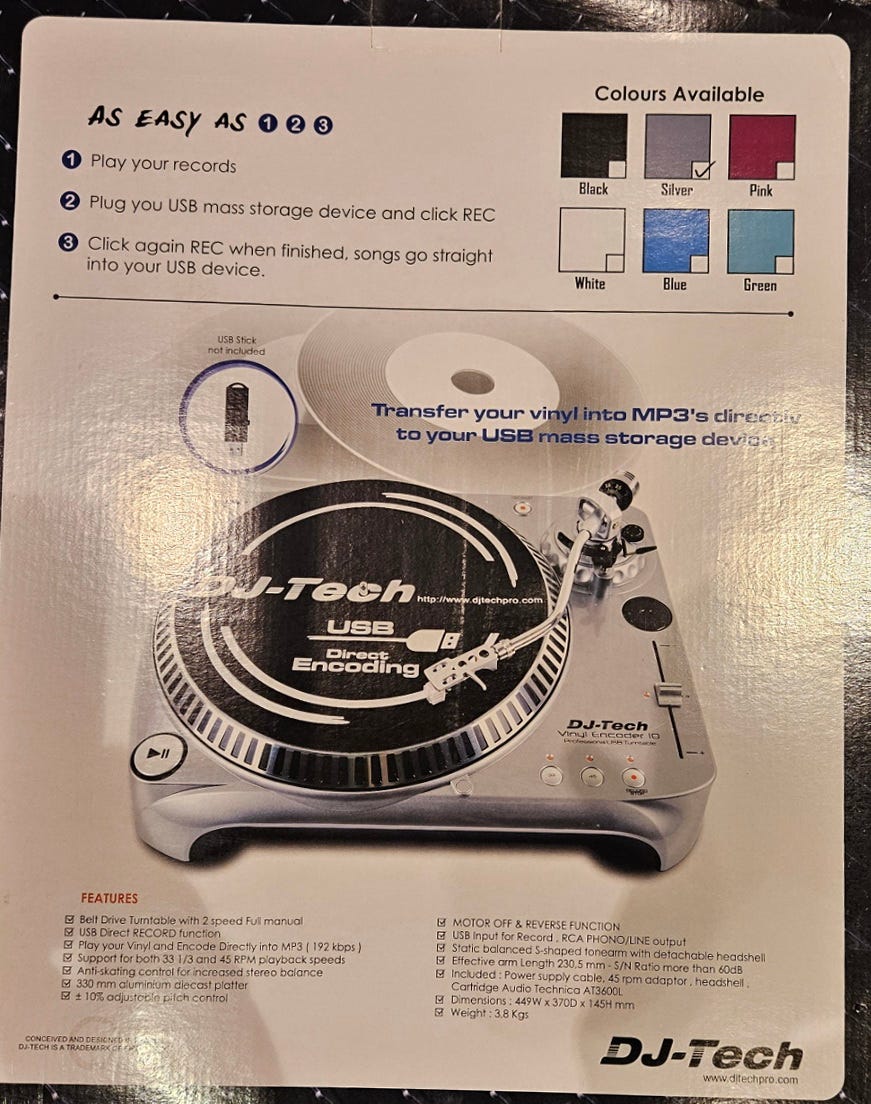 AS EASY AS 1 2 3
1 Play your records
2 Plug you USB mass storage device and click REC
3 Click again REC when finished, songs go straight
into your USB device.
Colours Available
Black
Silver
Pink
White
Blue
Green
USB Stick
not included
Transfer your vinyl into MP3's directly
to your USB mass storage device
DJ-Tech
http://www.djtechpro.com
USB
Direct
Encoding
DJ-Tech
Vinyl Encoder 10
Professional USB Turntable
FEATURES
Belt Drive Turntable with 2 speed Full manual
USB Direct RECORD function
Play your Vinyl and Encode Directly into MP3 ( 192 kbps )
Support for both 33 1/3 and 45 RPM playback speeds
Anti-skating control for increased stereo balance
330 mm aluminium diecast platter
± 10% adjustable pitch control
MOTOR OFF & REVERSE FUNCTION
USB Input for Record , RCA PHONO/LINE output
Static balanced S-shaped tonearm with detachable headshell
Effective arm Length 230.5 mm - S/N Ratio more than 60dB
Included : Power supply cable, 45 rpm adaptor , headshell ,
Cartridge Audio Technica AT3600L
Dimensions : 449W x 370D x 145H mm
Weight : 3.8 Kgs
CONCEIVED AND DESIGNED
DJ-TECH IS A TRADEMARK OF
DJ-Tech
www.djtechpro.com